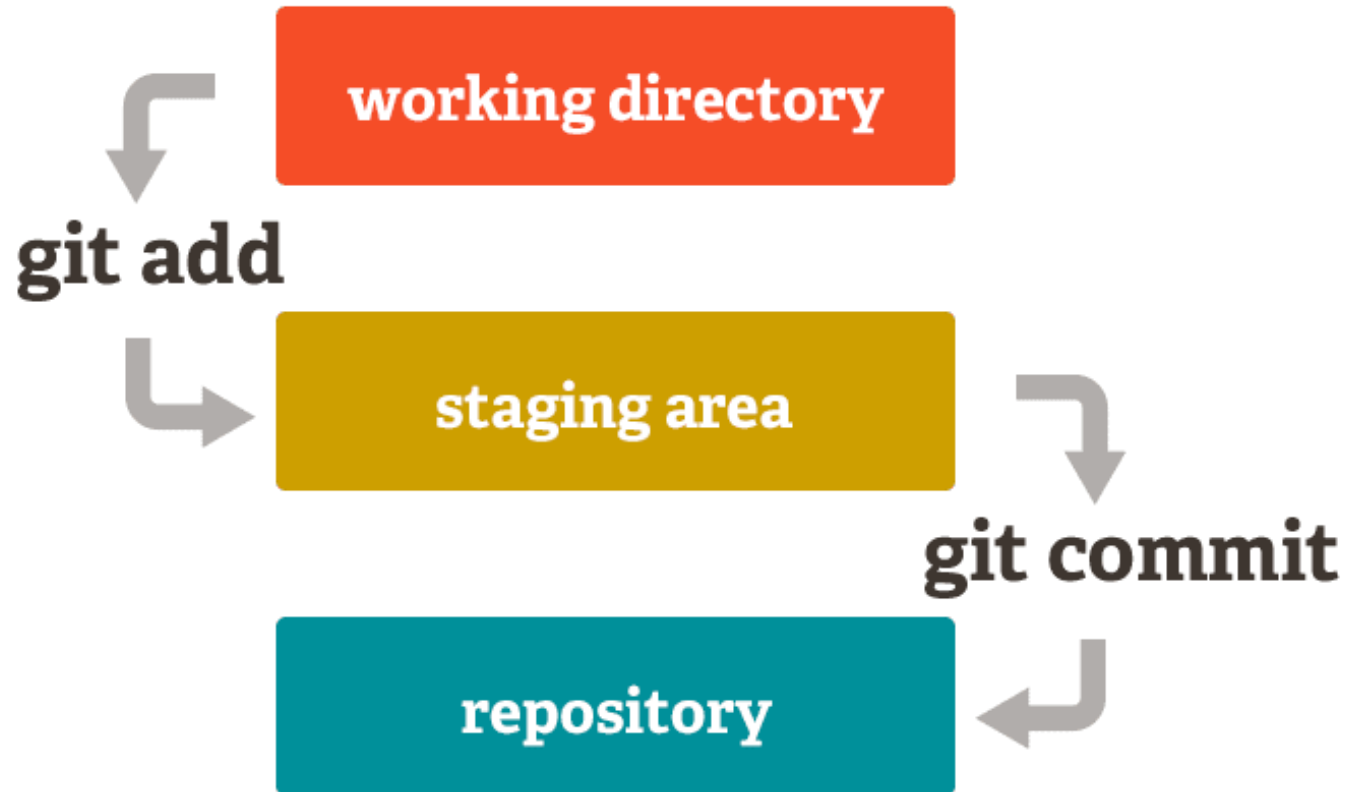 working directory
git add
staging area
git commit
repository